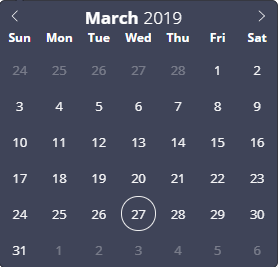 March 2019
Sun Mon Tue Wed Thu Fri Sat
24 25 26 27 28 1 2
3 4 5 6 7 8 9
10 11 12 13 14 15 16
17 18 19 20 21 22 23
24 25 26 27 28 29 30
31 1 2 3 4 5 6